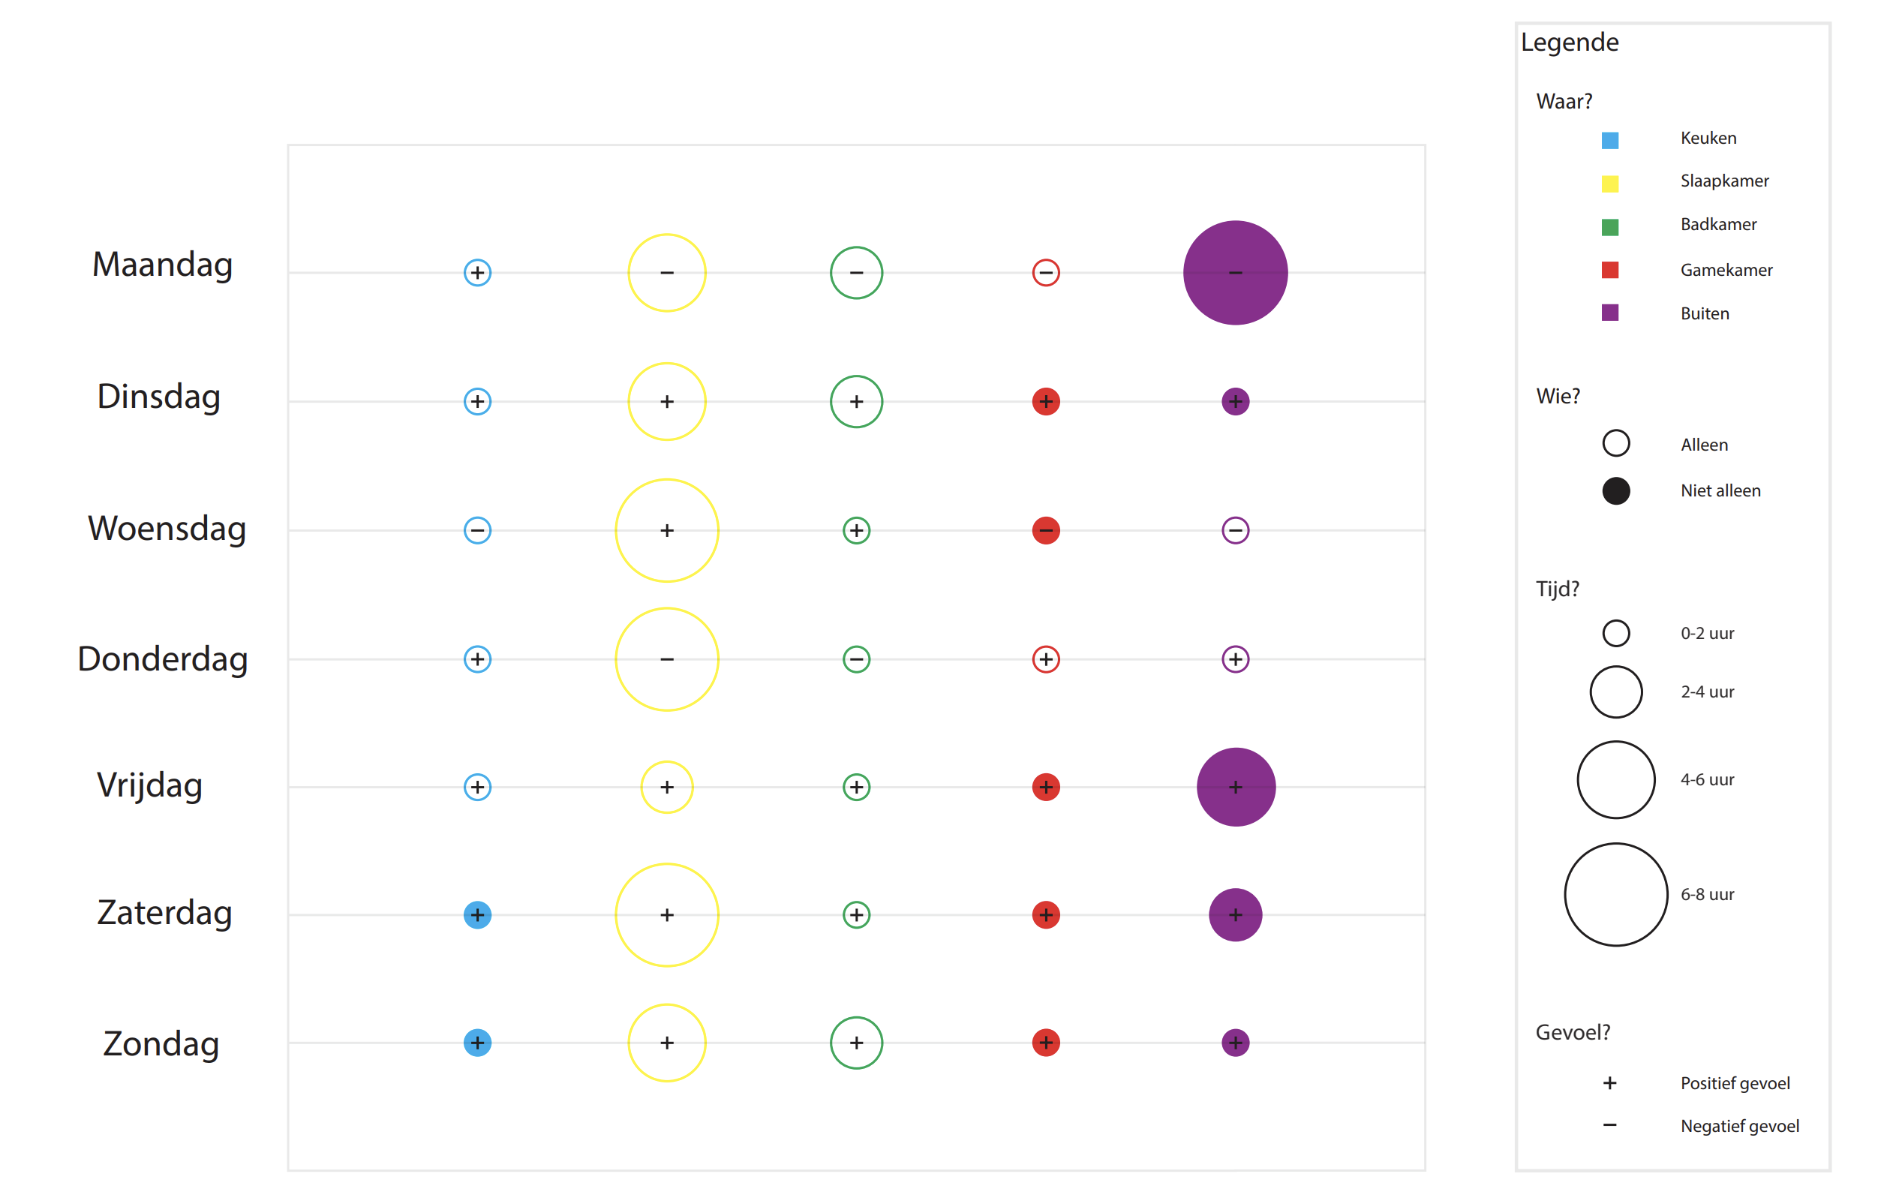 Maandag
Dinsdag
Woensdag
Donderdag
Vrijdag
Zaterdag
Zondag
Legende
Waar?
Keuken
Slaapkamer
Badkamer
Gamekamer
Buiten
Wie?
Alleen
Niet alleen
Tijd?
0-2 uur
2-4 uur
4-6 uur
6-8 uur
Gevoel?
+ Positief gevoel
− Negatief gevoel